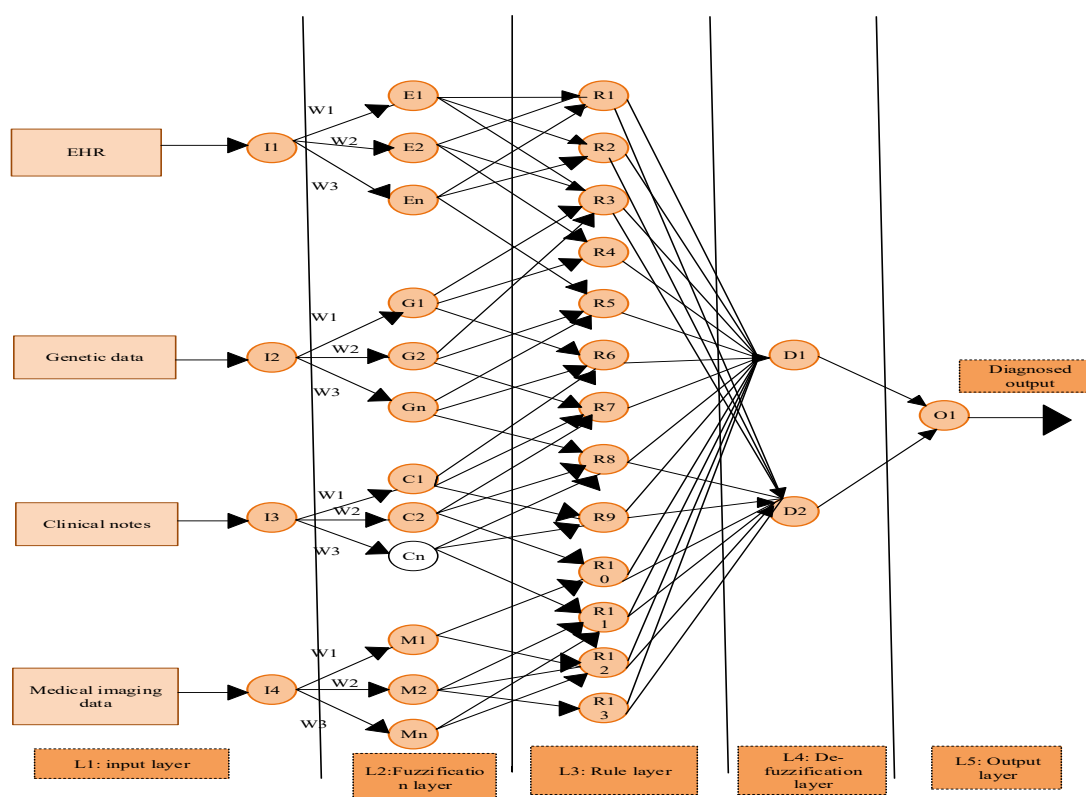 EHR
I1
W1
W2
W3
E1
E2
En
Genetic data
I2
W1
W2
W3
G1
G2
Gn
Clinical notes
I3
W1
W2
W3
C1
C2
Cn
Medical imaging
data
I4
W1
W2
W3
M1
M2
Mn
R1
R2
R3
R4
R5
R6
R7
R8
R9
R1
0
R1
1
R1
2
R1
3
D1
D2
O1
Diagnosed
output
L1: input layer
L2:Fuzzificatio
n layer
L3: Rule layer
L4: De-
fuzzification
layer
L5: Output
layer